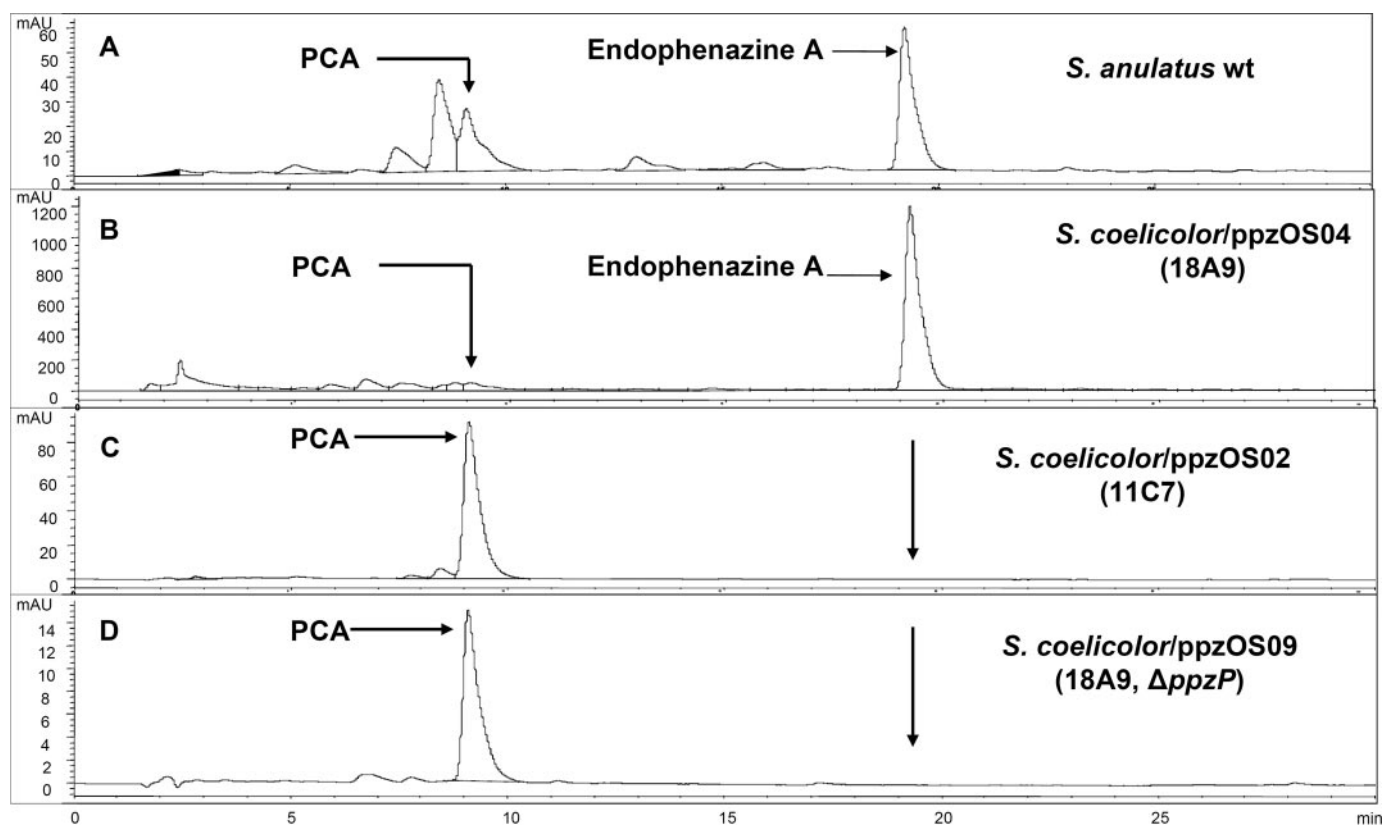 mAU
60
50
40
30
20
10
0
A
PCA
Endophenazine A
S. anulatus wt
mAU
1200
1000
800
600
400
200
0
B
PCA
Endophenazine A
S. coelicolor/ppzOS04
(18A9)
mAU
80
60
40
20
0
C
PCA
S. coelicolor/ppzOS02
(11C7)
mAU
14
12
10
8
6
4
2
0
D
PCA
S. coelicolor/ppzOS09
(18A9, ΔppzP)
0 5 10 15 20 25 min